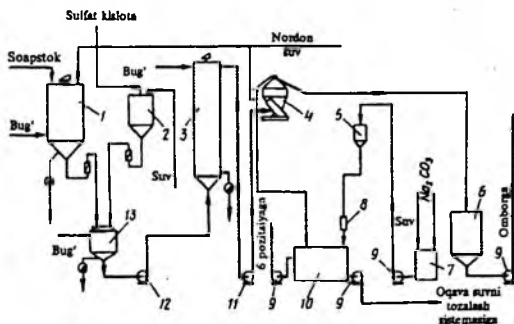 Sulfat kislota
Nordon
suv
Soapstok
Bug'
1
2
3
4
5
Bug'
Suv
6 pozitsiyaga
8
Suv
Na2CO3
6
Omborga
Bug'
13
12
11
9
10
9
9
7
9
Oqava suvni
tozalash
sistemasiga